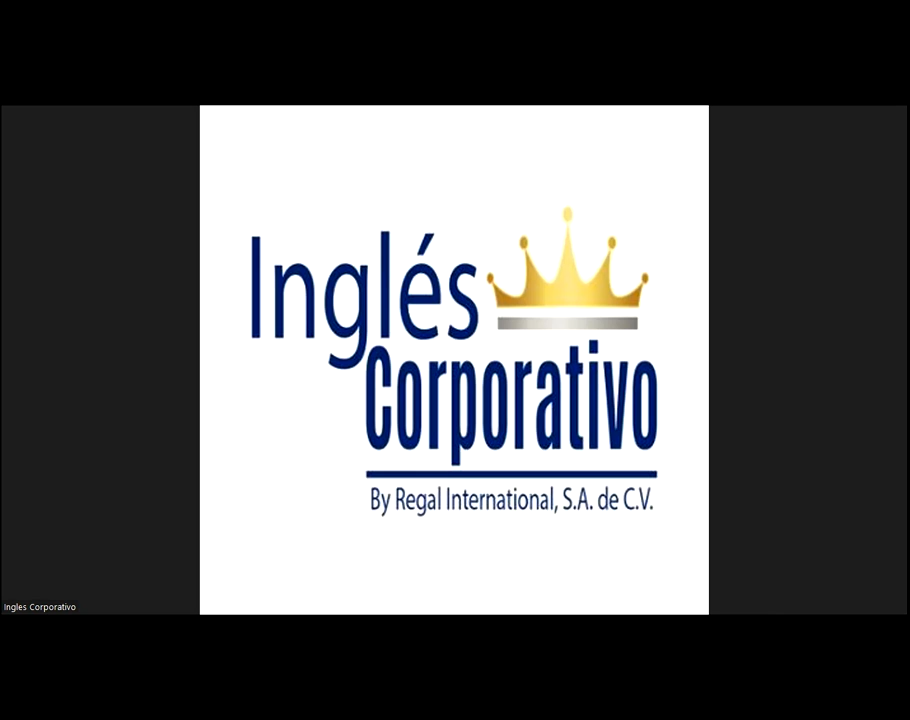 Inglés
Corporativo
By Regal International, S.A. de C.V.
Ingles Corporativo